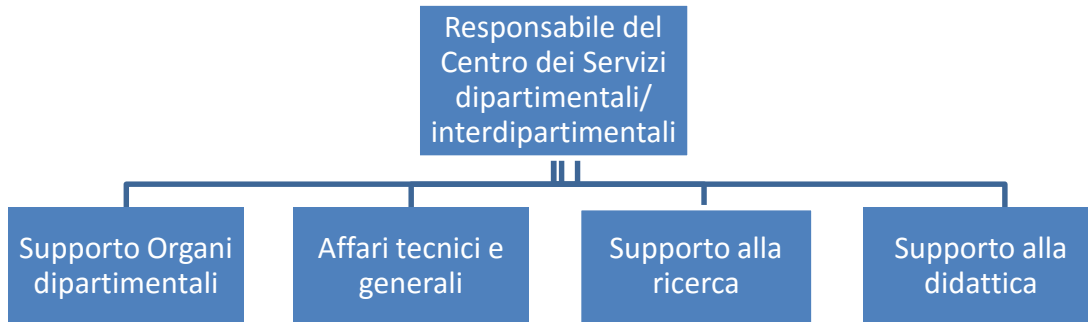 Responsabile del
Centro dei Servizi
dipartimentali/
interdipartimentali
Supporto Organi
dipartimentali
Affari tecnici e
generali
Supporto alla
ricerca
Supporto alla
didattica